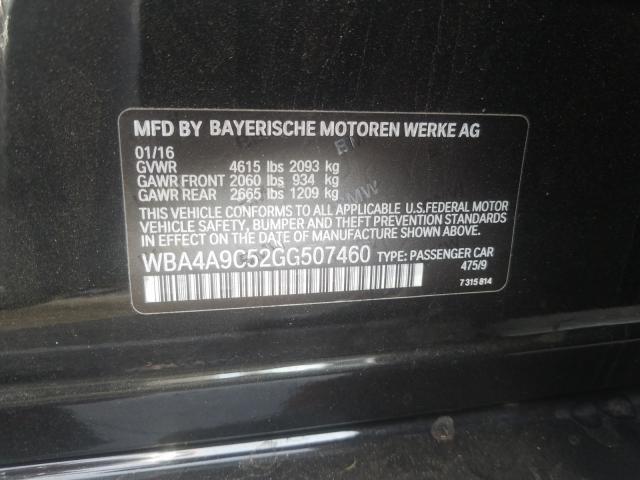 MFD BY BAYERISCHE MOTOREN WERKE AG
01/16
GVWR 4615 lbs 2093 kg
GAWR FRONT 2060 lbs 934 kg
GAWR REAR 2665 lbs 1209 kg
THIS VEHICLE CONFORMS TO ALL APPLICABLE U.S.FEDERAL MOTOR
VEHICLE SAFETY, BUMPER AND THEFT PREVENTION STANDARDS
IN EFFECT ON THE DATE OF MANUFACTURE SHOWN ABOVE.
WBA4A9C52GG507460 TYPE: PASSENGER CAR
475/9
7 315 814